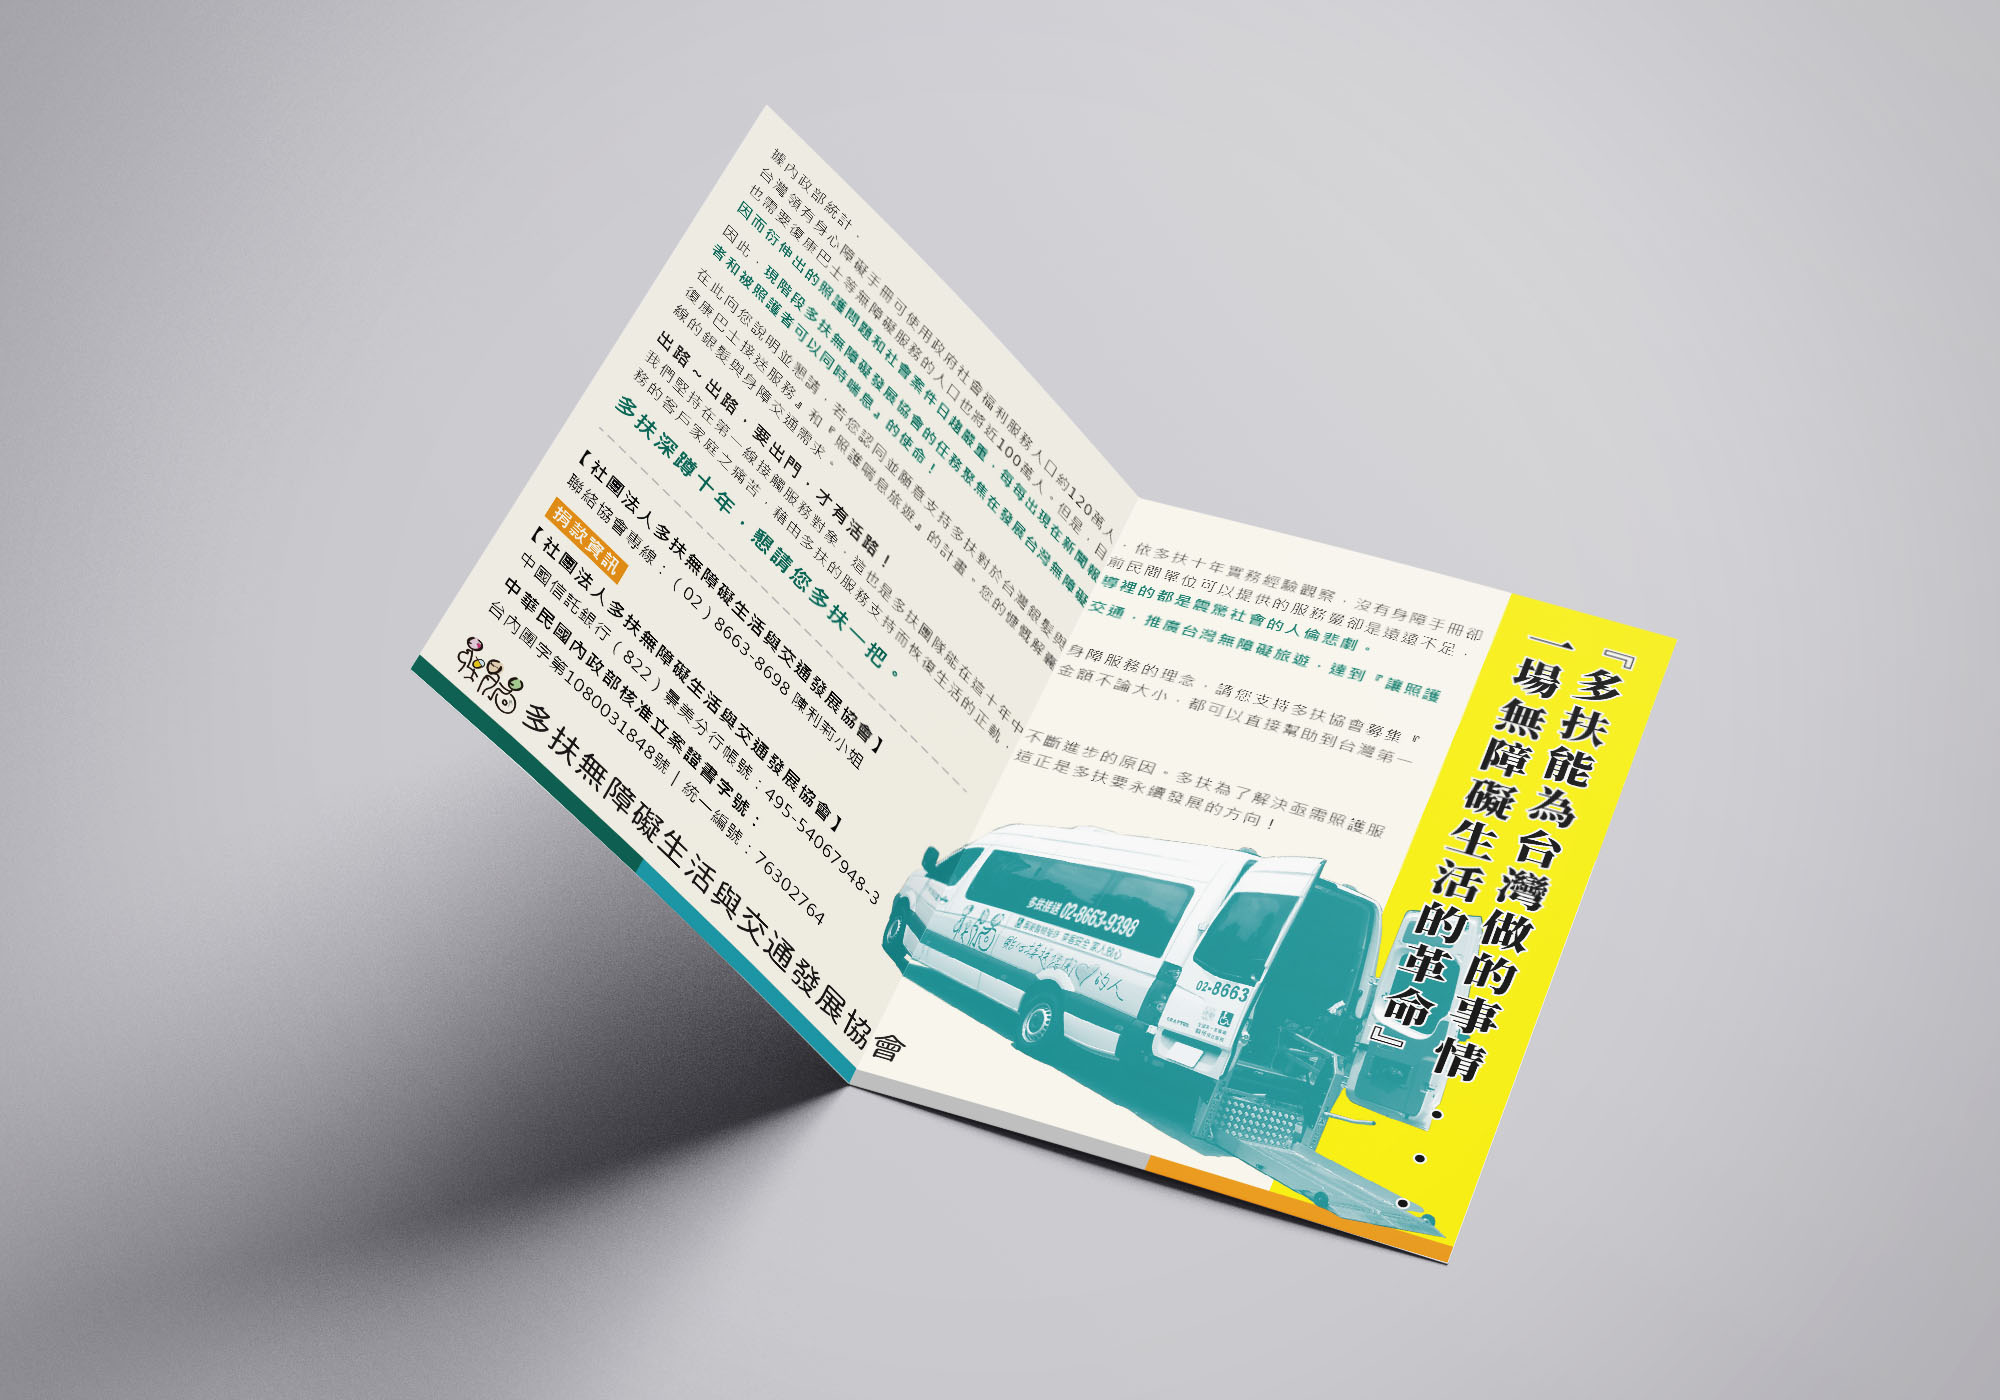 據內政部統計，
台灣領有身心障礙手冊可使用政府社會福利服務人口約120萬人，依多扶十年實務經驗觀察，沒有身障手冊卻
也需要復康巴士等無障礙服務的人口也將近100萬人。但是，目前民間單位可以提供的服務量卻是遠遠不足，
因而衍伸出的照護問題和社會案件日趨嚴重，每每出現在新聞報導裡的都是震驚社會的人倫悲劇。
因此，現階段多扶無障礙發展協會的任務聚焦在發展台灣無障礙交通，推廣台灣無障礙旅遊，達到『讓照護
者和被照護者可以同時喘息』的使命！
在此向您說明並懇請，若您認同並願意支持多扶對於台灣銀髮與身障服務的理念，請您支持多扶協會募集『
復康巴士接送服務』和『照護喘息旅遊』的計畫。您的慷慨解囊金額不論大小，都可以直接幫助到台灣第一
線的銀髮與身障交通需求。
出路~出路，要出門，才有活路！
我們堅持在第一線接觸服務對象，這也是多扶團隊能在這十年中不斷進步的原因。多扶為了解決亟需照護服
務的客戶家庭之痛苦，藉由多扶的服務支持而恢復生活的正軌，這正是多扶要永續發展的方向！
多扶深蹲十年，懇請您多扶一把。
【社團法人多扶無障礙生活與交通發展協會】
聯絡協會專線：(02)8663-8698 陳利莉小姐
捐款資訊
【社團法人多扶無障礙生活與交通發展協會】
中國信託銀行(822)景美分行帳號：495-54067948-3
中華民國內政部核准立案證書字號：
台內團字第1080031848號|統一編號：76302764
多扶無障礙生活與交通發展協會
『多扶能為台灣做的事情．．．
一場無障礙生活的革命』
多扶接送 02-8663-9398
02-8663